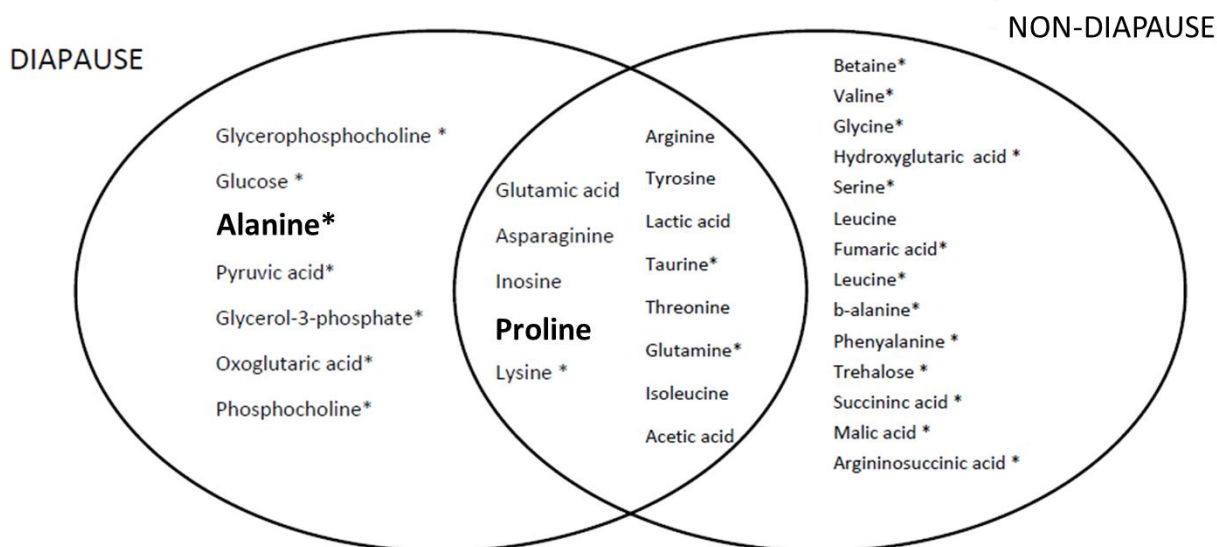 NON-DIAPAUSE
DIAPAUSE
Glycerophosphocholine *
Glucose *
Alanine*
Pyruvic acid*
Glycerol-3-phosphate*
Oxoglutaric acid*
Phosphocholine*
Glutamic acid
Asparaginine
Inosine
Proline
Lysine *
Arginine
Tyrosine
Lactic acid
Taurine*
Threonine
Glutamine*
Isoleucine
Acetic acid
Betaine*
Valine*
Glycine*
Hydroxyglutaric acid *
Serine*
Leucine
Fumaric acid*
Leucine*
b-alanine*
Phenyalanine *
Trehalose *
Succininc acid *
Malic acid *
Argininosuccinic acid *